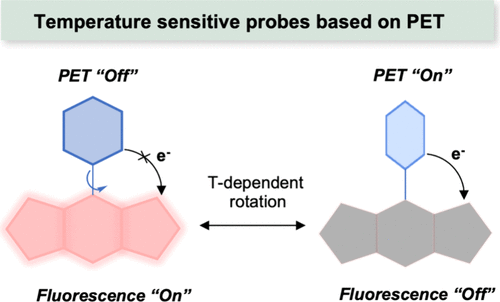 Temperature sensitive probes based on PET
PET “Off”
PET “On”
e-
e-
T-dependent
rotation
Fluorescence “On”
Fluorescence “Off”